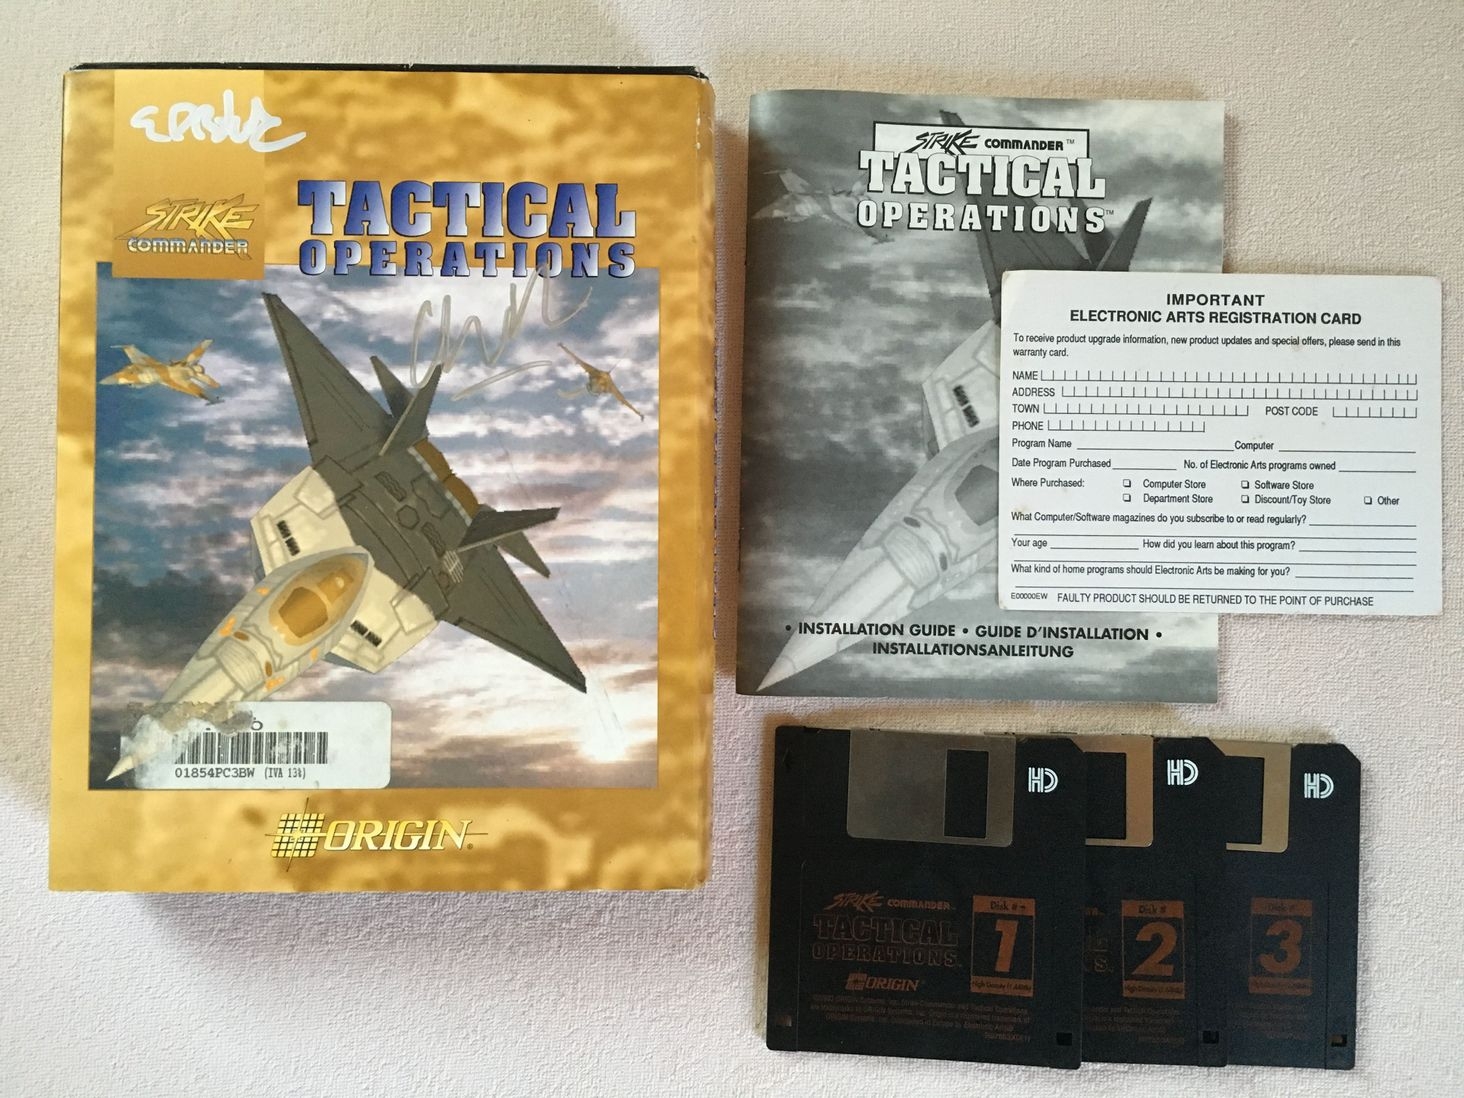 STRIKE
COMMANDER
TACTICAL
OPERATIONS
01854PC3BW (IVA 13%)
ORIGIN
STRIKE COMMANDER™
TACTICAL
OPERATIONS™
• INSTALLATION GUIDE • GUIDE D'INSTALLATION •
INSTALLATIONSANLEITUNG
IMPORTANT
ELECTRONIC ARTS REGISTRATION CARD
To receive product upgrade information, new product updates and special offers, please send in this
warranty card.
NAME
ADDRESS
TOWN POST CODE
PHONE
Program Name Computer
Date Program Purchased No. of Electronic Arts programs owned
Where Purchased: ❏ Computer Store ❏ Software Store
❏ Department Store ❏ Discount/Toy Store ❏ Other
What Computer/Software magazines do you subscribe to or read regularly?
Your age How did you learn about this program?
What kind of home programs should Electronic Arts be making for you?
E00000EW FAULTY PRODUCT SHOULD BE RETURNED TO THE POINT OF PURCHASE
HD
STRIKE COMMANDER™
TACTICAL
OPERATIONS™
ORIGIN
Disk #
1
HD
Disk #
2
HD
Disk #
3